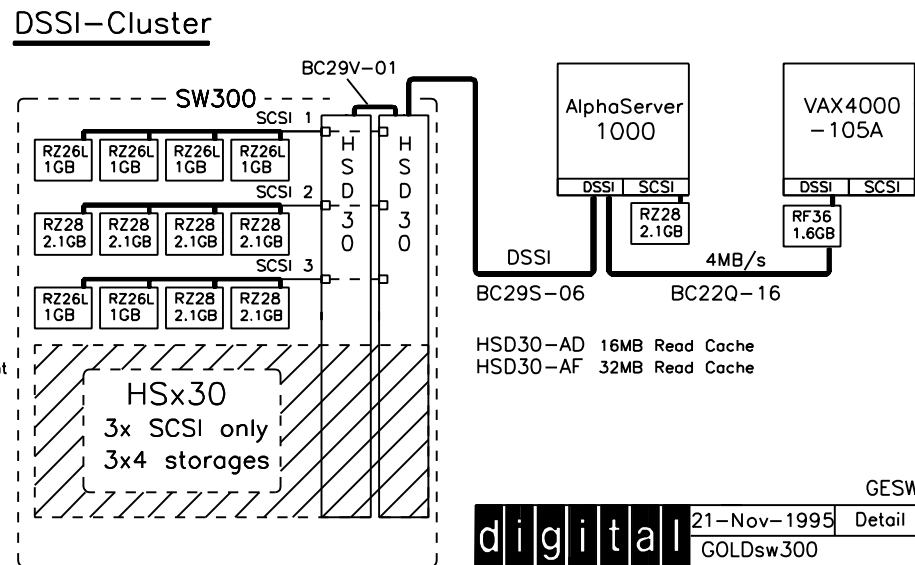 DSSI-Cluster
BC29V-01
SW300
SCSI 1
RZ26L 1GB
RZ26L 1GB
RZ26L 1GB
RZ26L 1GB
SCSI 2
RZ28 2.1GB
RZ28 2.1GB
RZ28 2.1GB
RZ28 2.1GB
SCSI 3
RZ26L 1GB
RZ26L 1GB
RZ28 2.1GB
RZ28 2.1GB
HSD30
HSD30
HSx30
3x SCSI only
3x4 storages
AlphaServer
1000
DSSI SCSI
RZ28
2.1GB
VAX4000
-105A
DSSI SCSI
RF36
1.6GB
DSSI
4MB/s
BC29S-06
BC22Q-16
HSD30-AD 16MB Read Cache
HSD30-AF 32MB Read Cache
GESW
digital
21-Nov-1995
Detail
GOLDsw300